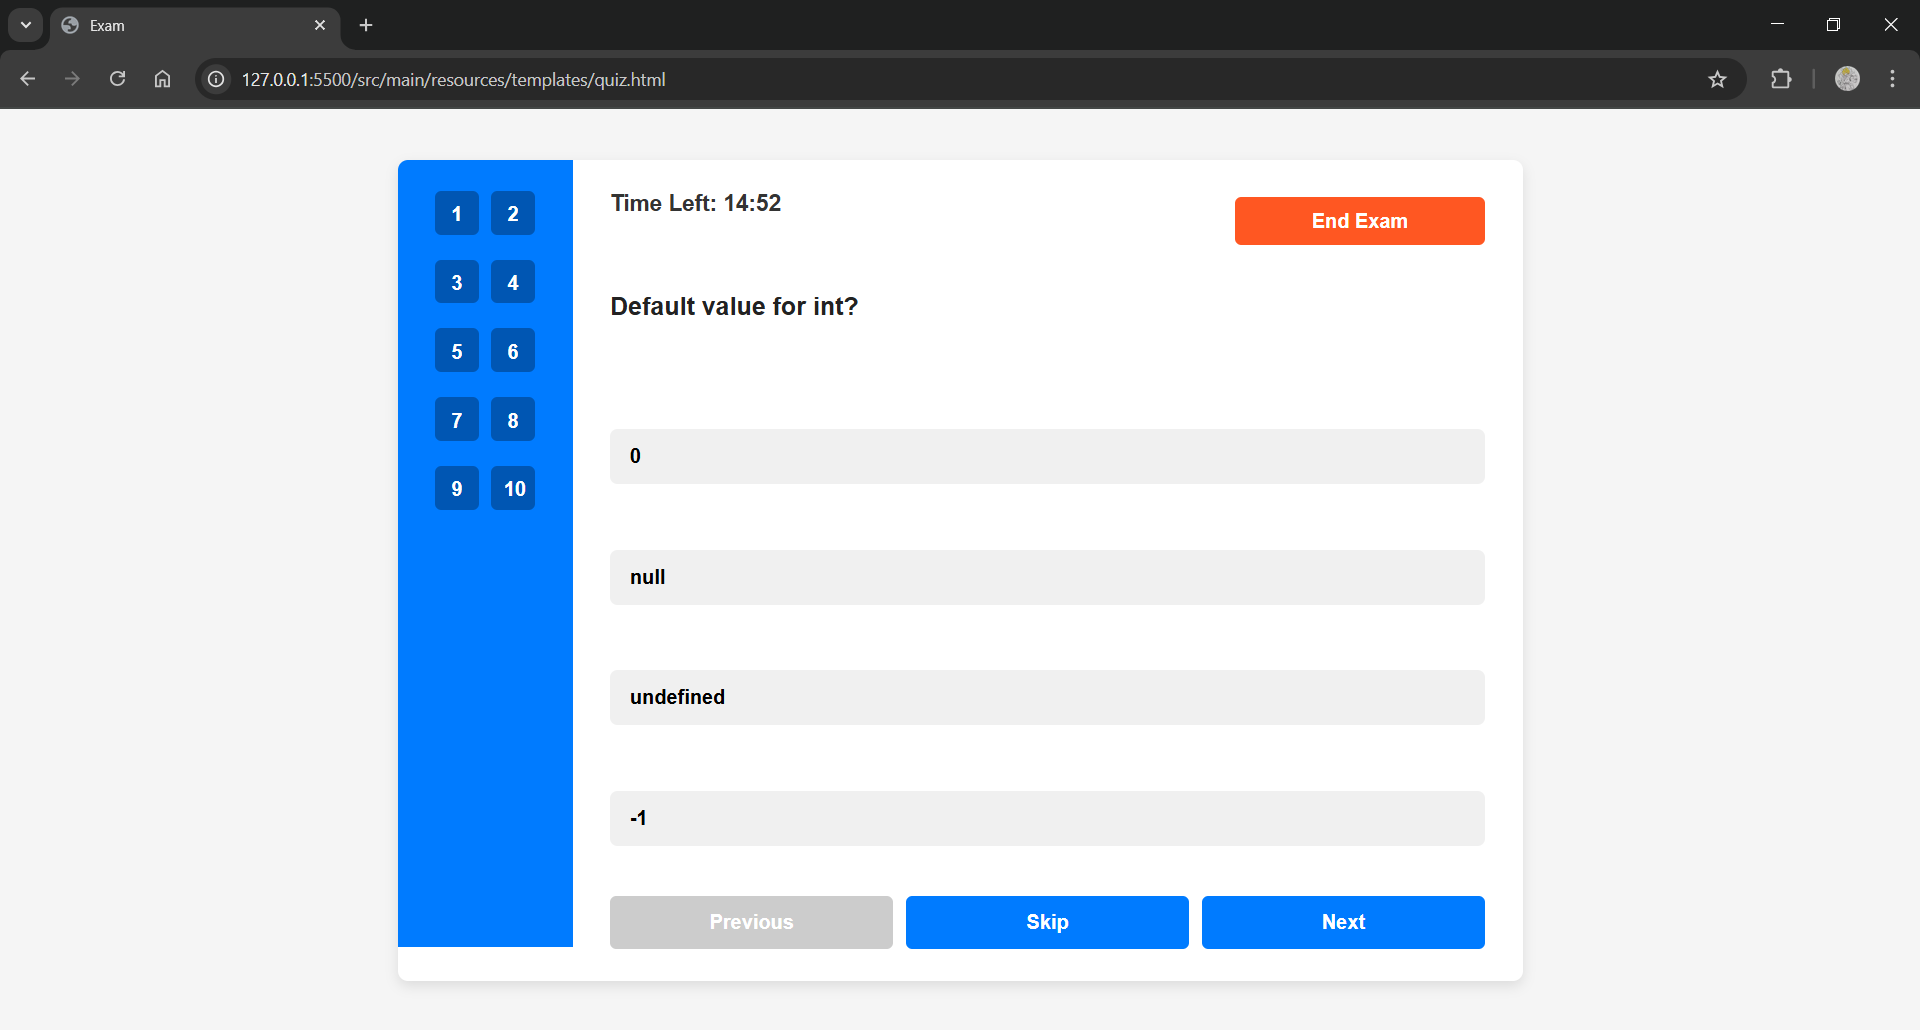 Exam
127.0.0.1:5500/src/main/resources/templates/quiz.html
1 2
3 4
5 6
7 8
9 10
Time Left: 14:52
End Exam
Default value for int?
0
null
undefined
-1
Previous Skip Next